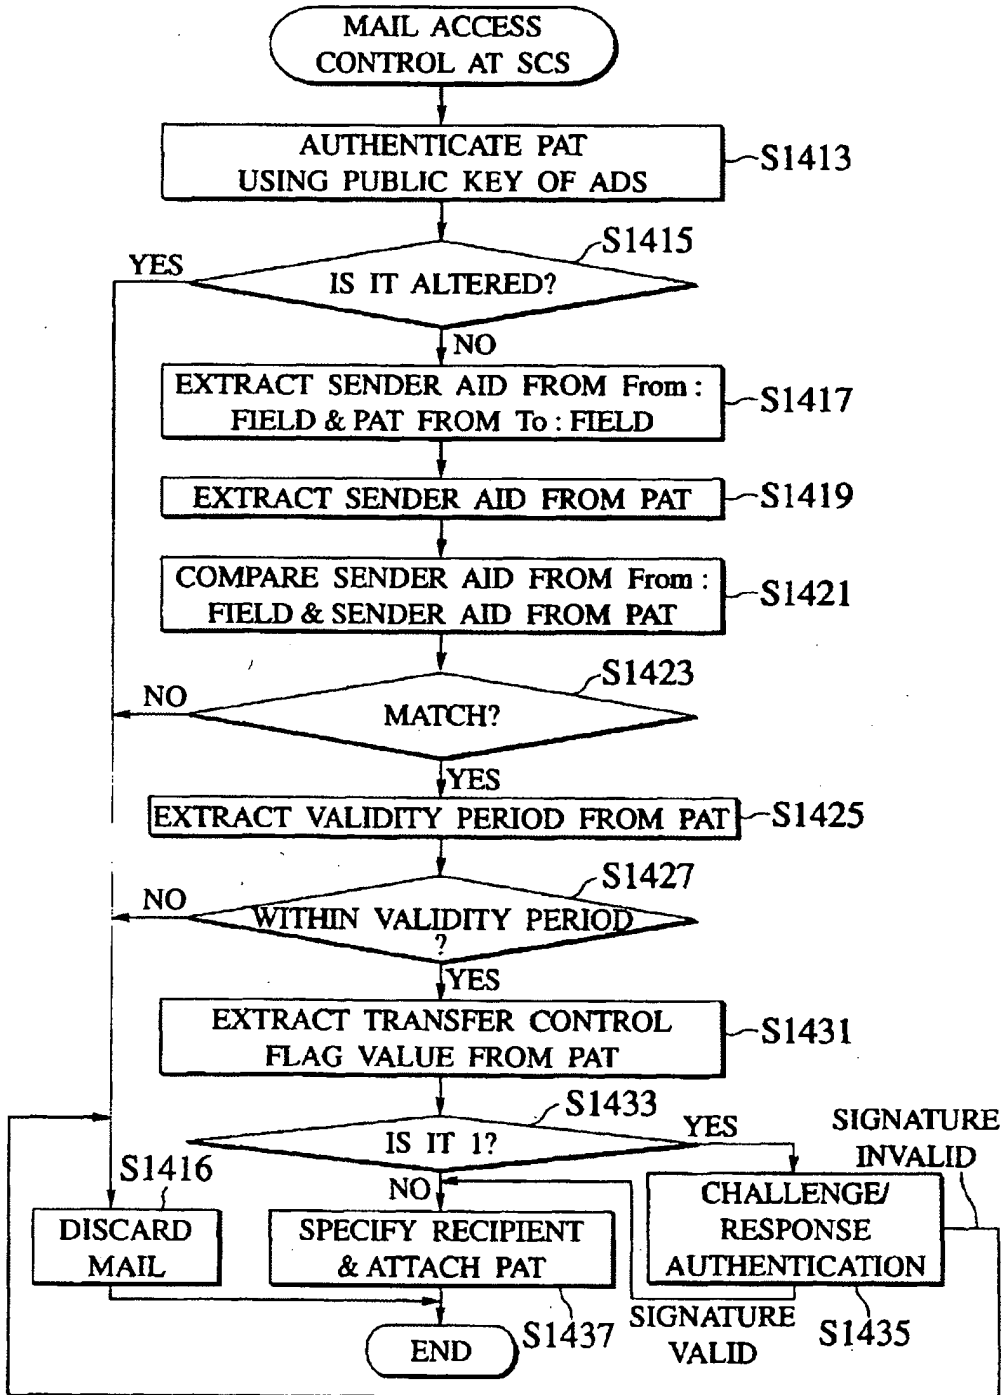 MAIL ACCESS
CONTROL AT SCS
AUTHENTICATE PAT
USING PUBLIC KEY OF ADS
S1413
S1415
YES
IS IT ALTERED?
NO
EXTRACT SENDER AID FROM From :
FIELD & PAT FROM To : FIELD
S1417
EXTRACT SENDER AID FROM PAT
S1419
COMPARE SENDER AID FROM From :
FIELD & SENDER AID FROM PAT
S1421
S1423
NO
MATCH?
YES
EXTRACT VALIDITY PERIOD FROM PAT
S1425
S1427
NO
WITHIN VALIDITY PERIOD
?
YES
EXTRACT TRANSFER CONTROL
FLAG VALUE FROM PAT
S1431
S1433
IS IT 1?
YES
SIGNATURE
INVALID
S1416
NO
DISCARD
MAIL
SPECIFY RECIPIENT
& ATTACH PAT
CHALLENGE/
RESPONSE
AUTHENTICATION
S1437
SIGNATURE
VALID
S1435
END